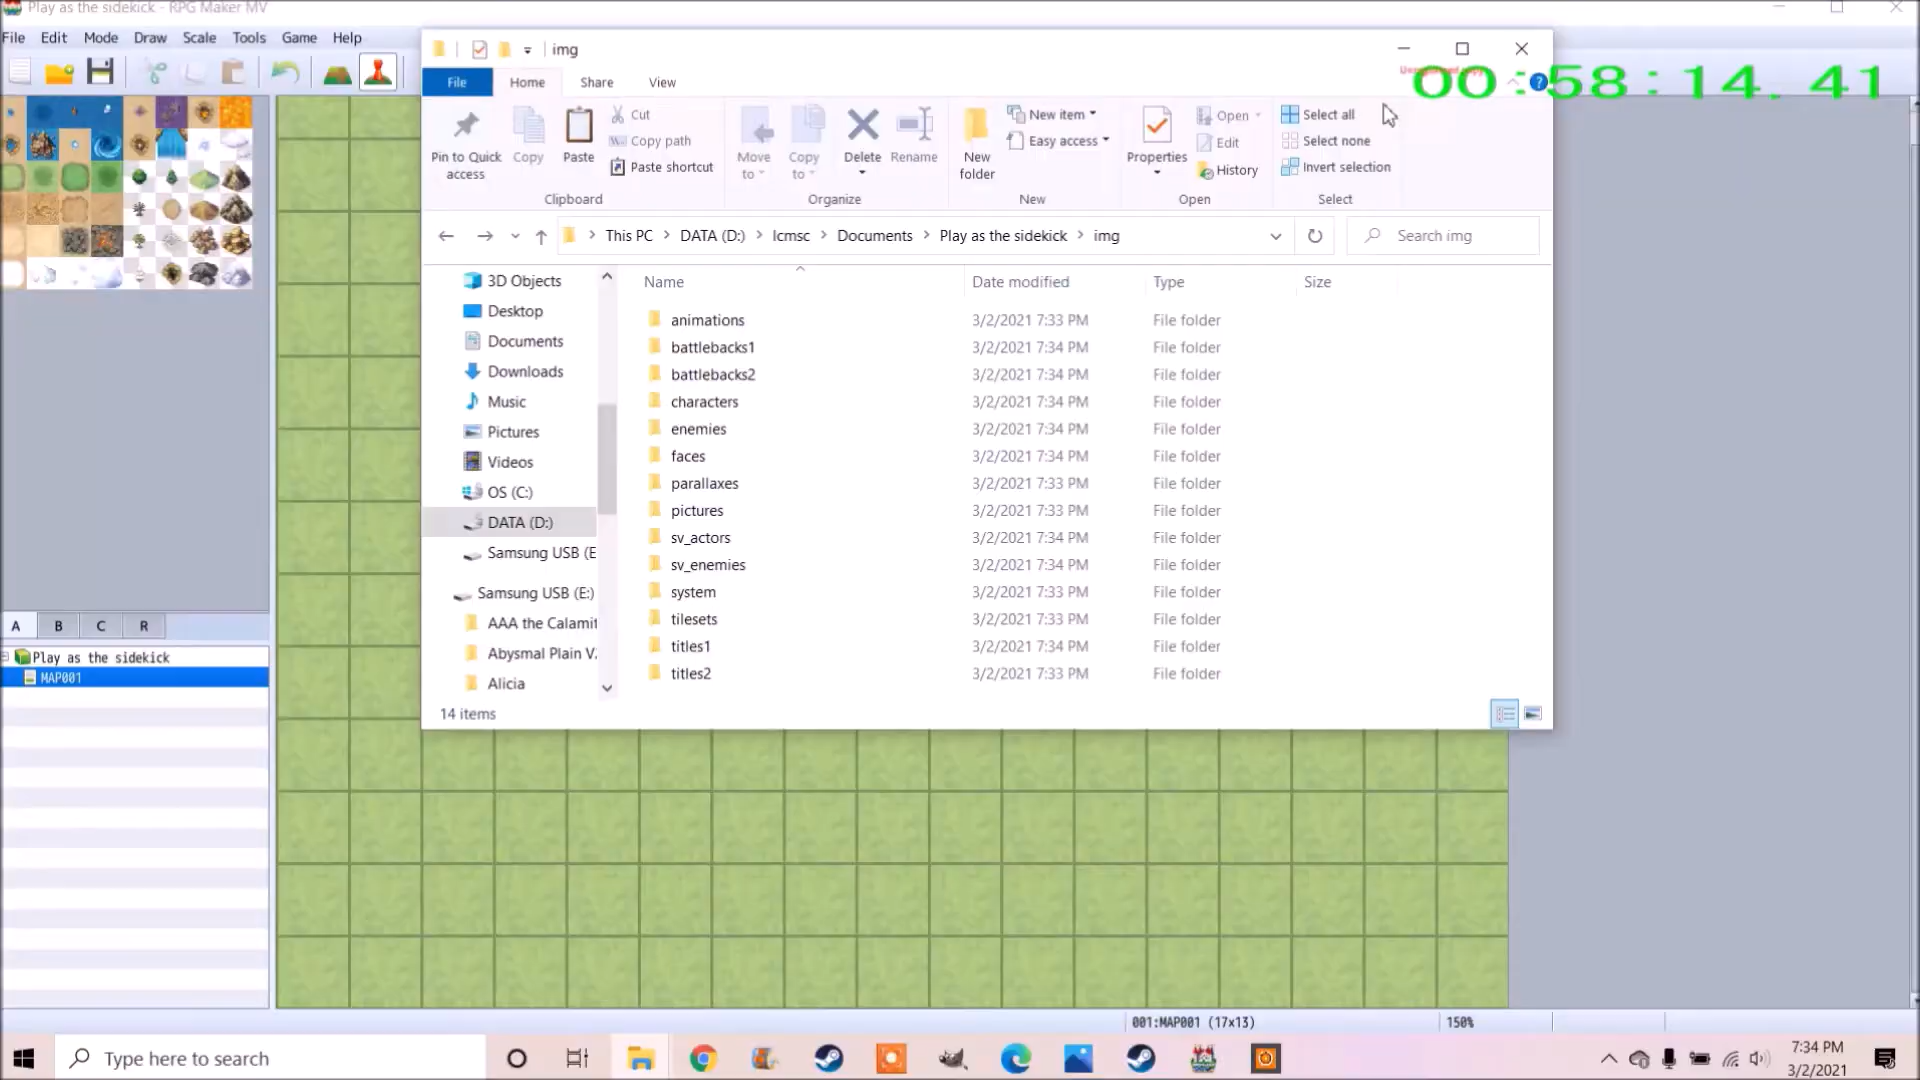 Play as the sidekick - RPG Maker MV
File Edit Mode Draw Scale Tools Game Help
img
File Home Share View
00:58:14.41
Pin to Quick access
Copy
Paste
Cut
Copy path
Paste shortcut
Move to
Copy to
Delete
Rename
New folder
New item
Easy access
Properties
Open
Edit
History
Select all
Select none
Invert selection
Clipboard Organize New Open Select
This PC > DATA (D:) > lcmsc > Documents > Play as the sidekick > img
Search img
3D Objects
Desktop
Documents
Downloads
Music
Pictures
Videos
OS (C:)
DATA (D:)
Samsung USB (E
Samsung USB (E:)
AAA the Calamit
Abysmal Plain V.
Alicia
Name Date modified Type Size
animations 3/2/2021 7:33 PM File folder
battlebacks1 3/2/2021 7:34 PM File folder
battlebacks2 3/2/2021 7:34 PM File folder
characters 3/2/2021 7:34 PM File folder
enemies 3/2/2021 7:34 PM File folder
faces 3/2/2021 7:34 PM File folder
parallaxes 3/2/2021 7:33 PM File folder
pictures 3/2/2021 7:33 PM File folder
sv_actors 3/2/2021 7:34 PM File folder
sv_enemies 3/2/2021 7:34 PM File folder
system 3/2/2021 7:33 PM File folder
tilesets 3/2/2021 7:33 PM File folder
titles1 3/2/2021 7:34 PM File folder
titles2 3/2/2021 7:33 PM File folder
14 items
A B C R
Play as the sidekick
MAP001
001:MAP001 (17x13)
150%
Type here to search
7:34 PM
3/2/2021